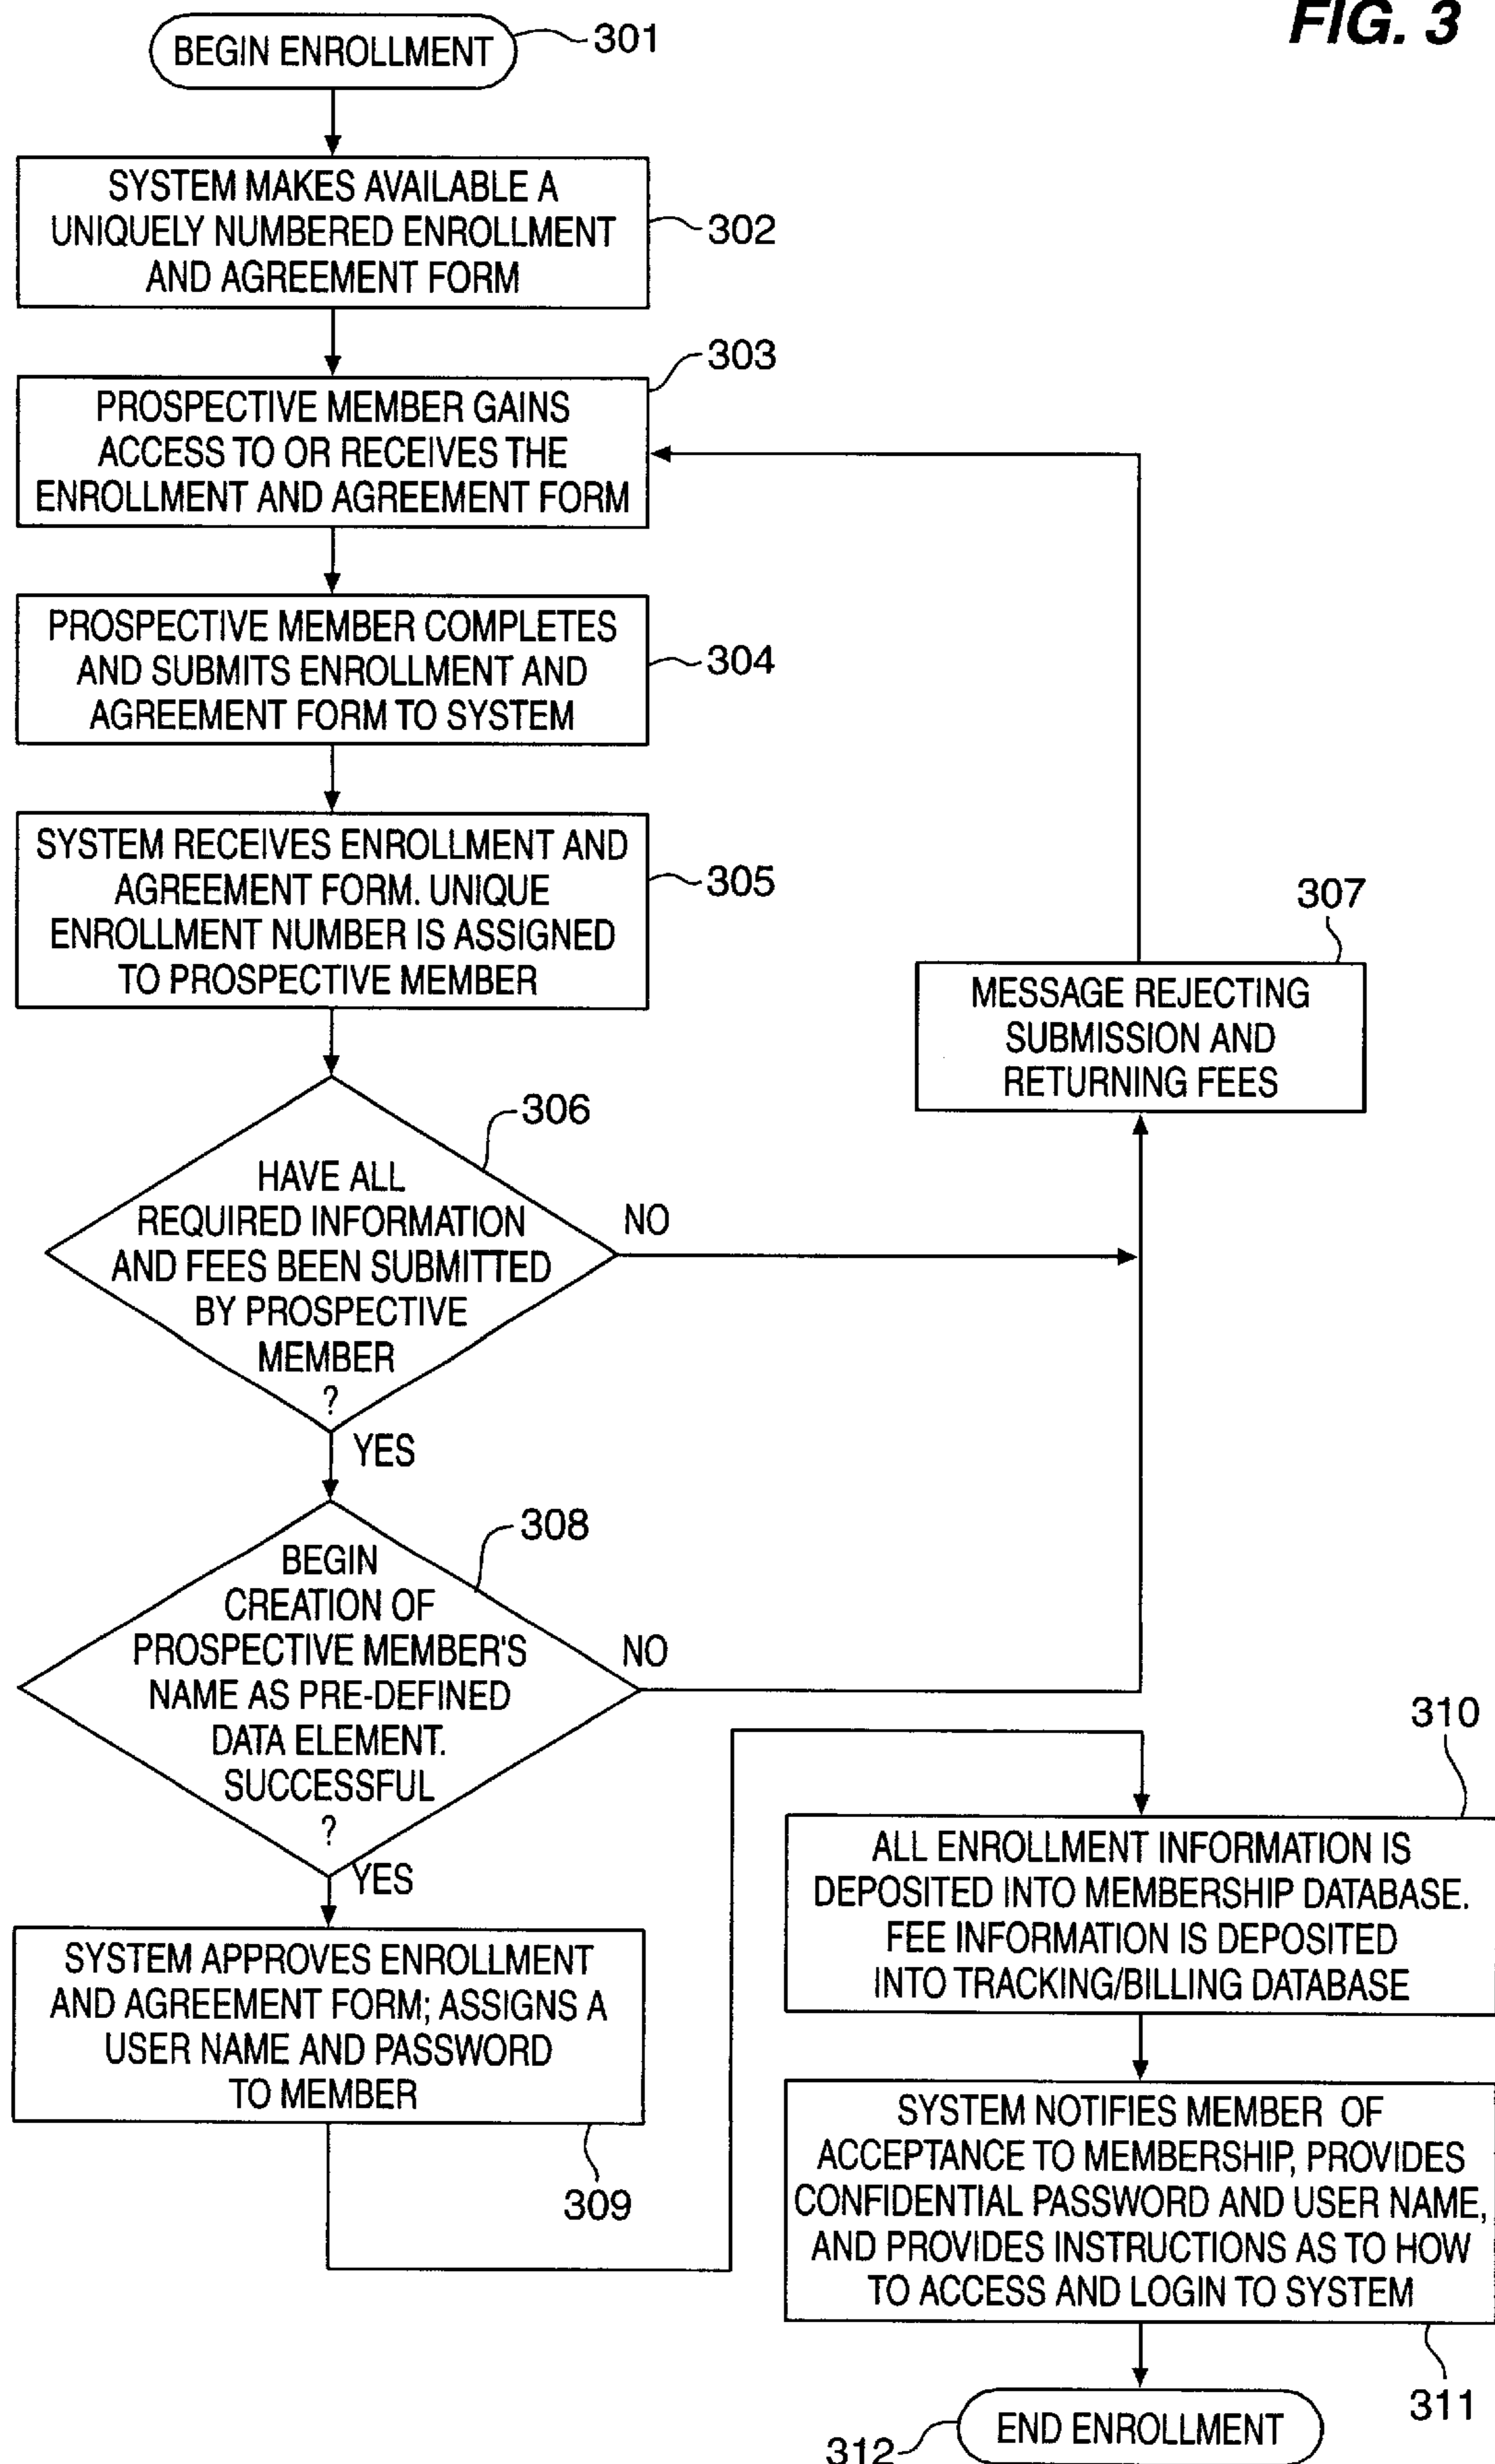 FIG. 3
BEGIN ENROLLMENT
301
SYSTEM MAKES AVAILABLE A
UNIQUELY NUMBERED ENROLLMENT
AND AGREEMENT FORM
302
303
PROSPECTIVE MEMBER GAINS
ACCESS TO OR RECEIVES THE
ENROLLMENT AND AGREEMENT FORM
PROSPECTIVE MEMBER COMPLETES
AND SUBMITS ENROLLMENT AND
AGREEMENT FORM TO SYSTEM
304
SYSTEM RECEIVES ENROLLMENT AND
AGREEMENT FORM. UNIQUE
ENROLLMENT NUMBER IS ASSIGNED
TO PROSPECTIVE MEMBER
305
307
MESSAGE REJECTING
SUBMISSION AND
RETURNING FEES
306
HAVE ALL
REQUIRED INFORMATION
AND FEES BEEN SUBMITTED
BY PROSPECTIVE
MEMBER
?
NO
YES
308
BEGIN
CREATION OF
PROSPECTIVE MEMBER'S
NAME AS PRE-DEFINED
DATA ELEMENT.
SUCCESSFUL
?
NO
YES
SYSTEM APPROVES ENROLLMENT
AND AGREEMENT FORM; ASSIGNS A
USER NAME AND PASSWORD
TO MEMBER
309
310
ALL ENROLLMENT INFORMATION IS
DEPOSITED INTO MEMBERSHIP DATABASE.
FEE INFORMATION IS DEPOSITED
INTO TRACKING/BILLING DATABASE
SYSTEM NOTIFIES MEMBER OF
ACCEPTANCE TO MEMBERSHIP, PROVIDES
CONFIDENTIAL PASSWORD AND USER NAME,
AND PROVIDES INSTRUCTIONS AS TO HOW
TO ACCESS AND LOGIN TO SYSTEM
311
END ENROLLMENT
312